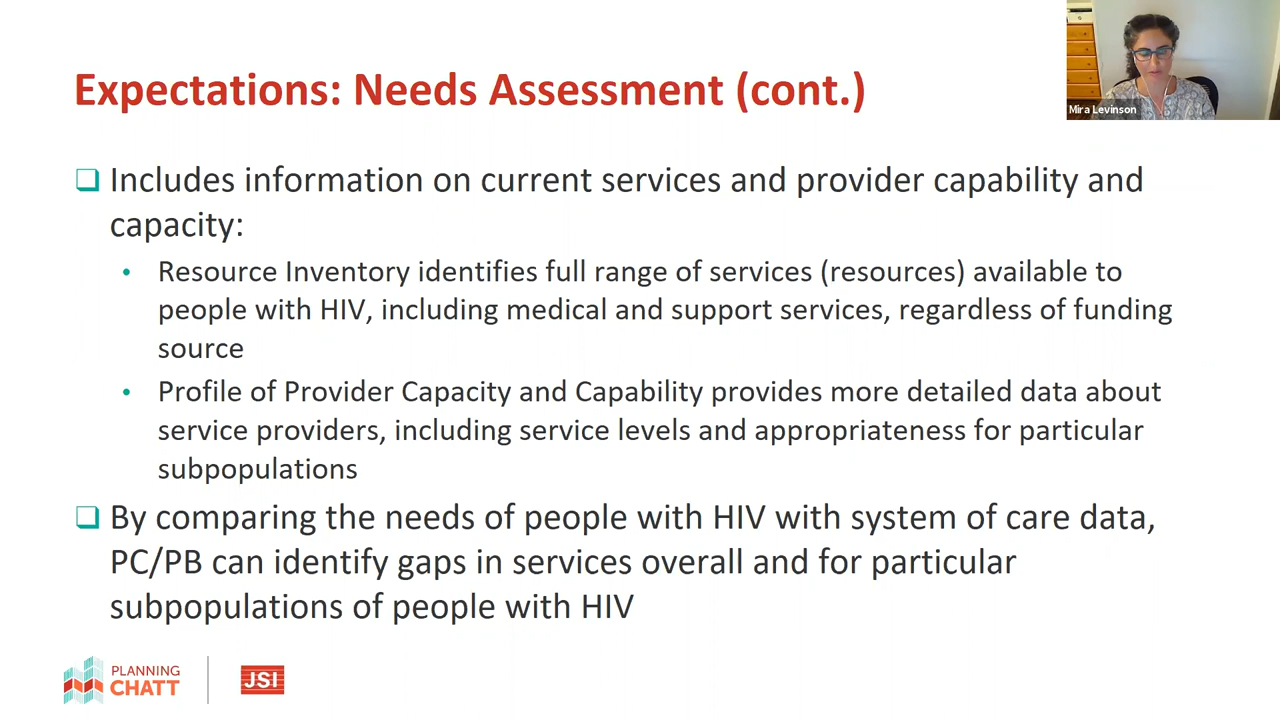 Expectations: Needs Assessment (cont.)
Mira Levinson
Includes information on current services and provider capability and
capacity:
Resource Inventory identifies full range of services (resources) available to
people with HIV, including medical and support services, regardless of funding
source
Profile of Provider Capacity and Capability provides more detailed data about
service providers, including service levels and appropriateness for particular
subpopulations
By comparing the needs of people with HIV with system of care data,
PC/PB can identify gaps in services overall and for particular
subpopulations of people with HIV
PLANNING
CHATT
JSI